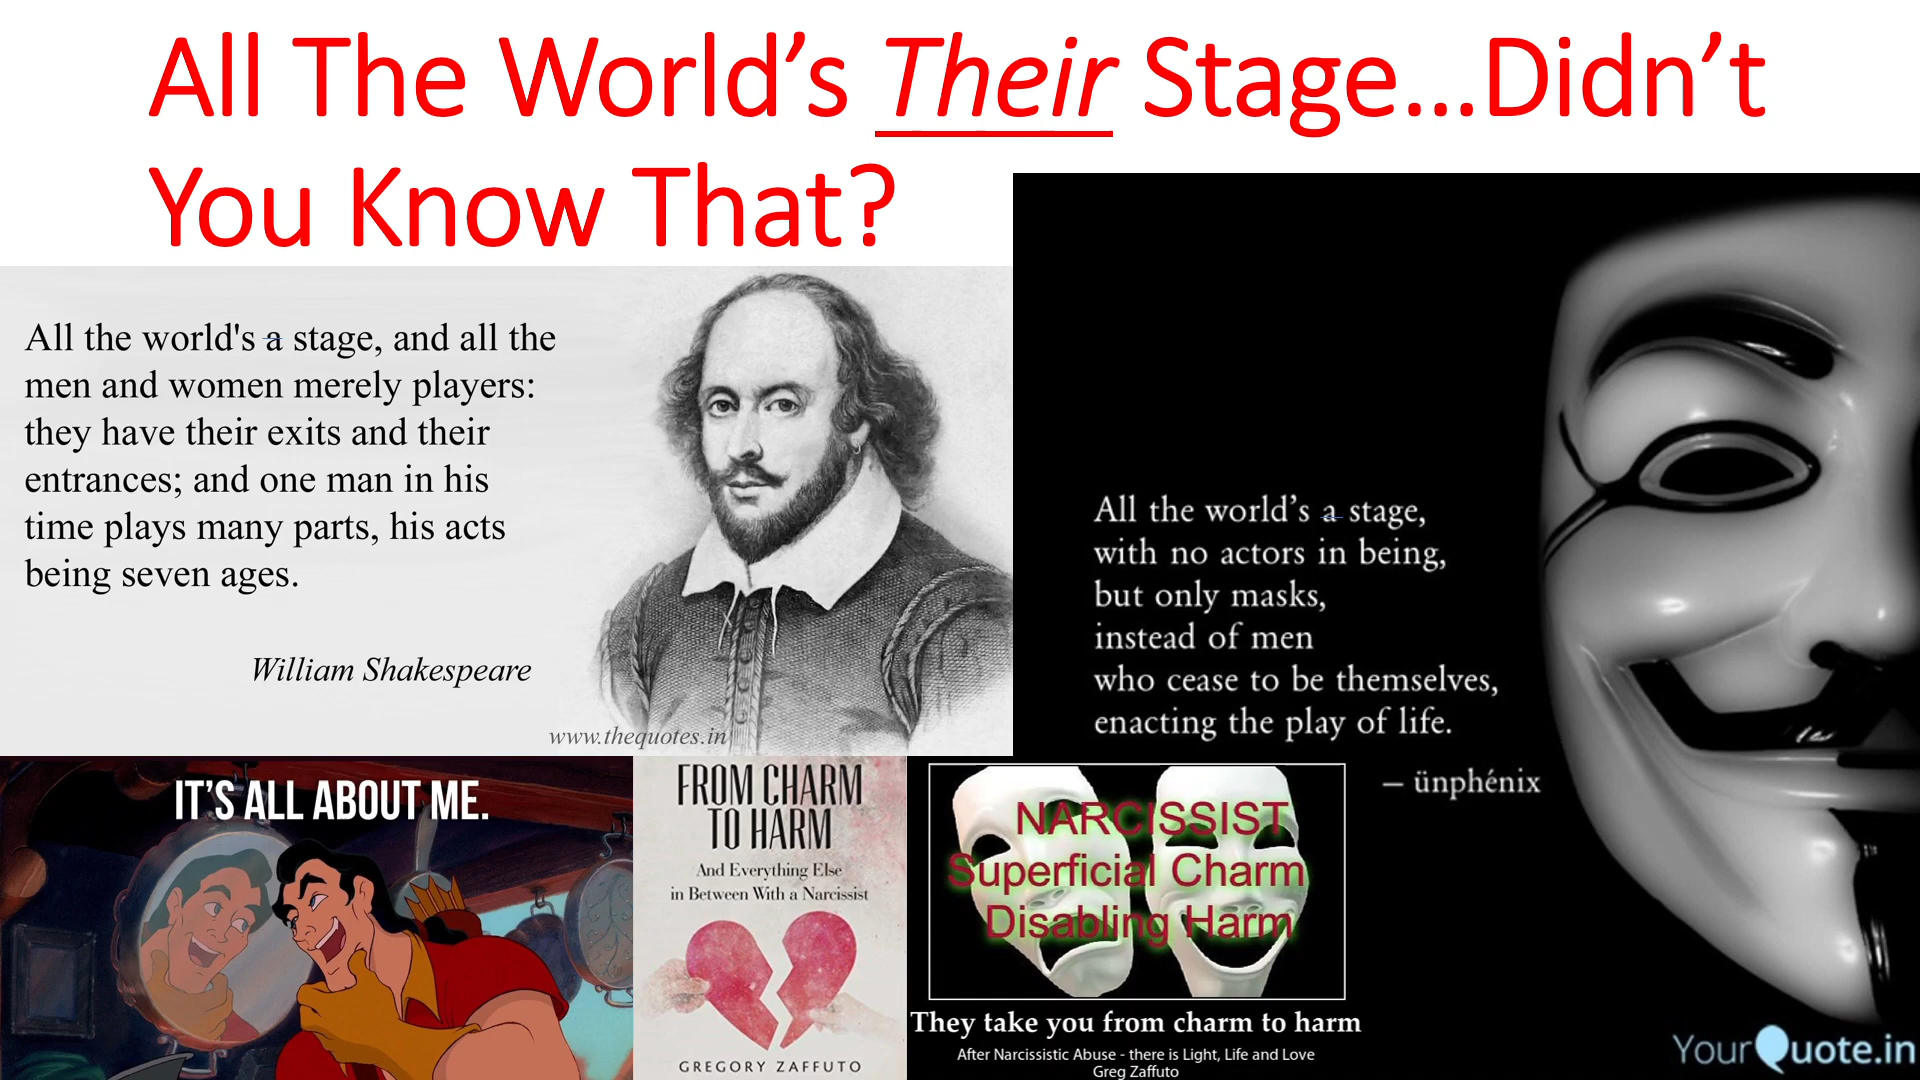 All The World’s Their Stage...Didn’t
You Know That?
All the world's a stage, and all the
men and women merely players:
they have their exits and their
entrances; and one man in his
time plays many parts, his acts
being seven ages.
William Shakespeare
www.thequotes.in
All the world’s a stage,
with no actors in being,
but only masks,
instead of men
who cease to be themselves,
enacting the play of life.
– ünphénix
IT'S ALL ABOUT ME.
FROM CHARM
TO HARM
And Everything Else
in Between With a Narcissist
GREGORY ZAFFUTO
NARCISSIST
Superficial Charm
Disabling Harm
They take you from charm to harm
After Narcissistic Abuse - there is Light, Life and Love
Greg Zaffuto
YourQuote.in